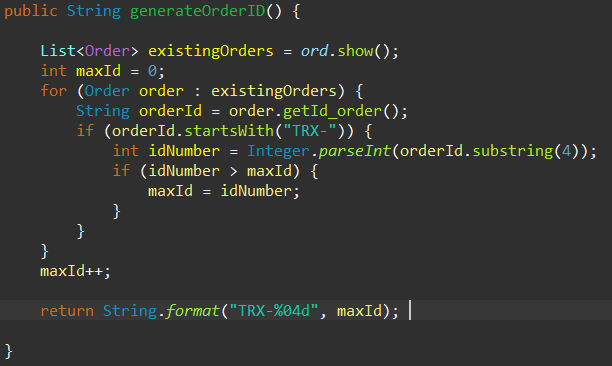 public String generateOrderID() {
List<Order> existingOrders = ord.show();
int maxId = 0;
for (Order order : existingOrders) {
String orderId = order.getId_order();
if (orderId.startsWith("TRX-")) {
int idNumber = Integer.parseInt(orderId.substring(4));
if (idNumber > maxId) {
maxId = idNumber;
}
}
}
maxId++;
return String.format("TRX-%04d", maxId);
}